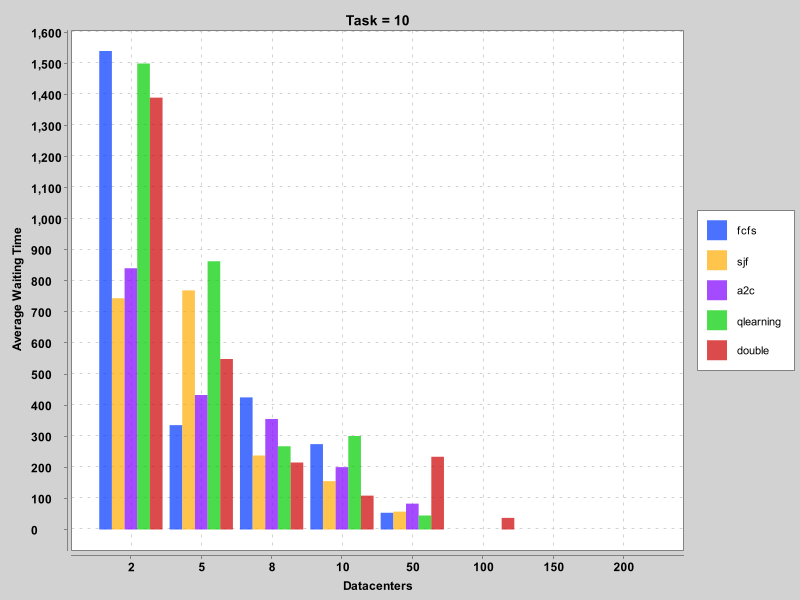 Task = 10
1,600
1,500
1,400
1,300
1,200
1,100
1,000
900
800
700
600
500
400
300
200
100
0
Average Waiting Time
2 5 8 10 50 100 150 200
Datacenters
fcfs
sjf
a2c
qlearning
double